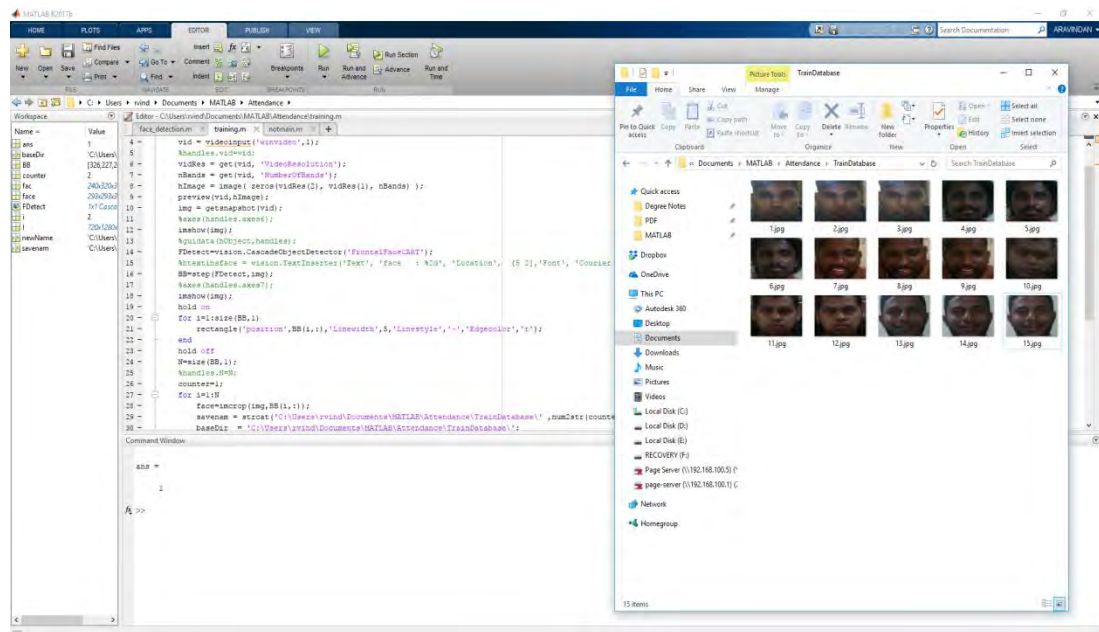 MATLAB R2017b
HOME PLOTS APPS EDITOR PUBLISH VIEW
Search Documentation ARAVINDAN
New Open Save Find Files Compare Print Go To Find Insert Comment Indent Breakpoints Run Run and Advance Run Section Advance Run and Time
FILE NAVIGATE EDIT BREAKPOINTS RUN
C: Users rvind Documents MATLAB Attendance
Workspace
Name Value
ans 1
baseDir 'C:\Users\
BB [326,227,2
counter 2
fac 240x320x3
face 293x293x3
FDetect 1x1 Casca
i 2
I 720x1280x
newName 'C:\Users\
savenam 'C:\Users\
Editor - C:\Users\rvind\Documents\MATLAB\Attendance\training.m
face_detection.m training.m notmain.m
4 - vid = videoinput('winvideo',1);
5 %handles.vid=vid;
6 - vidRes = get(vid, 'VideoResolution');
7 - nBands = get(vid, 'NumberOfBands');
8 - hImage = image( zeros(vidRes(2), vidRes(1), nBands) );
9 - preview(vid,hImage);
10 - img = getsnapshot(vid);
11 %axes(handles.axes6);
12 - imshow(img);
13 %guidata(hObject,handles);
14 - FDetect=vision.CascadeObjectDetector('FrontalFaceCART');
15 %htextinsface = vision.TextInserter('Text', 'face : %2d', 'Location', [5 2],'Font', 'Courier
16 - BB=step(FDetect,img);
17 %axes(handles.axes7);
18 - imshow(img);
19 - hold on
20 - for i=1:size(BB,1)
21 - rectangle('position',BB(i,:),'Linewidth',5,'Linestyle','-','Edgecolor','r');
22 - end
23 - hold off
24 - N=size(BB,1);
25 %handles.N=N;
26 - counter=1;
27 - for i=1:N
28 - face=imcrop(img,BB(i,:));
29 - savenam = strcat('C:\Users\rvind\Documents\MATLAB\Attendance\TrainDatabase\' ,num2str(counte
30 - baseDir = 'C:\Users\rvind\Documents\MATLAB\Attendance\TrainDatabase\';
Command Window
ans =
fx >>
Picture Tools TrainDatabase
File Home Share View Manage
Pin to Quick access Copy Paste Cut Copy path Paste shortcut Move to Copy to Delete Rename New folder Properties Open Edit History Select all Select none Invert selection
Clipboard Organize New Open Select
Documents MATLAB Attendance TrainDatabase Search TrainDatabase
Quick access
Degree Notes
PDF
MATLAB
Dropbox
OneDrive
This PC
Autodesk 360
Desktop
Documents
Downloads
Music
Pictures
Videos
Local Disk (C:)
Local Disk (D:)
Local Disk (E:)
RECOVERY (F:)
Page Server (\\192.168.100.5) (
page-server (\\192.168.100.1) (
Network
Homegroup
1.jpg 2.jpg 3.jpg 4.jpg 5.jpg
6.jpg 7.jpg 8.jpg 9.jpg 10.jpg
11.jpg 12.jpg 13.jpg 14.jpg 15.jpg
15 items